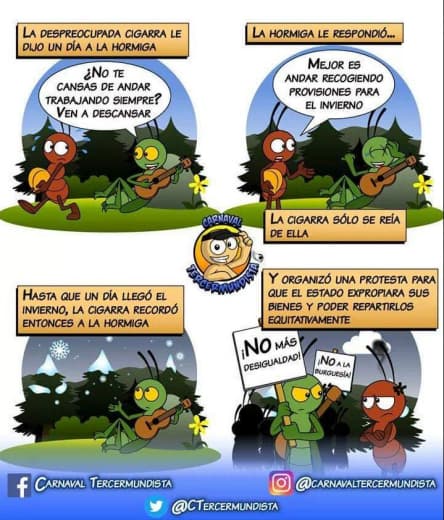 LA DESPREOCUPADA CIGARRA LE
DIJO UN DÍA A LA HORMIGA
¿NO TE
CANSAS DE ANDAR
TRABAJANDO SIEMPRE?
VEN A DESCANSAR
LA HORMIGA LE RESPONDIÓ...
MEJOR ES
ANDAR RECOGIENDO
PROVISIONES PARA
EL INVIERNO
LA CIGARRA SÓLO SE REÍA
DE ELLA
CARNAVAL
TERCERMUNDISTA
HASTA QUE UN DÍA LLEGÓ EL
INVIERNO, LA CIGARRA RECORDÓ
ENTONCES A LA HORMIGA
Y ORGANIZÓ UNA PROTESTA PARA
QUE EL ESTADO EXPROPIARA SUS
BIENES Y PODER REPARTIRLOS
EQUITATIVAMENTE
¡NO MÁS
DESIGUALDAD!
¡NO A LA
BURGUESÍA!
f CARNAVAL TERCERMUNDISTA
@CARNAVALTERCERMUNDISTA
@CTERCERMUNDISTA